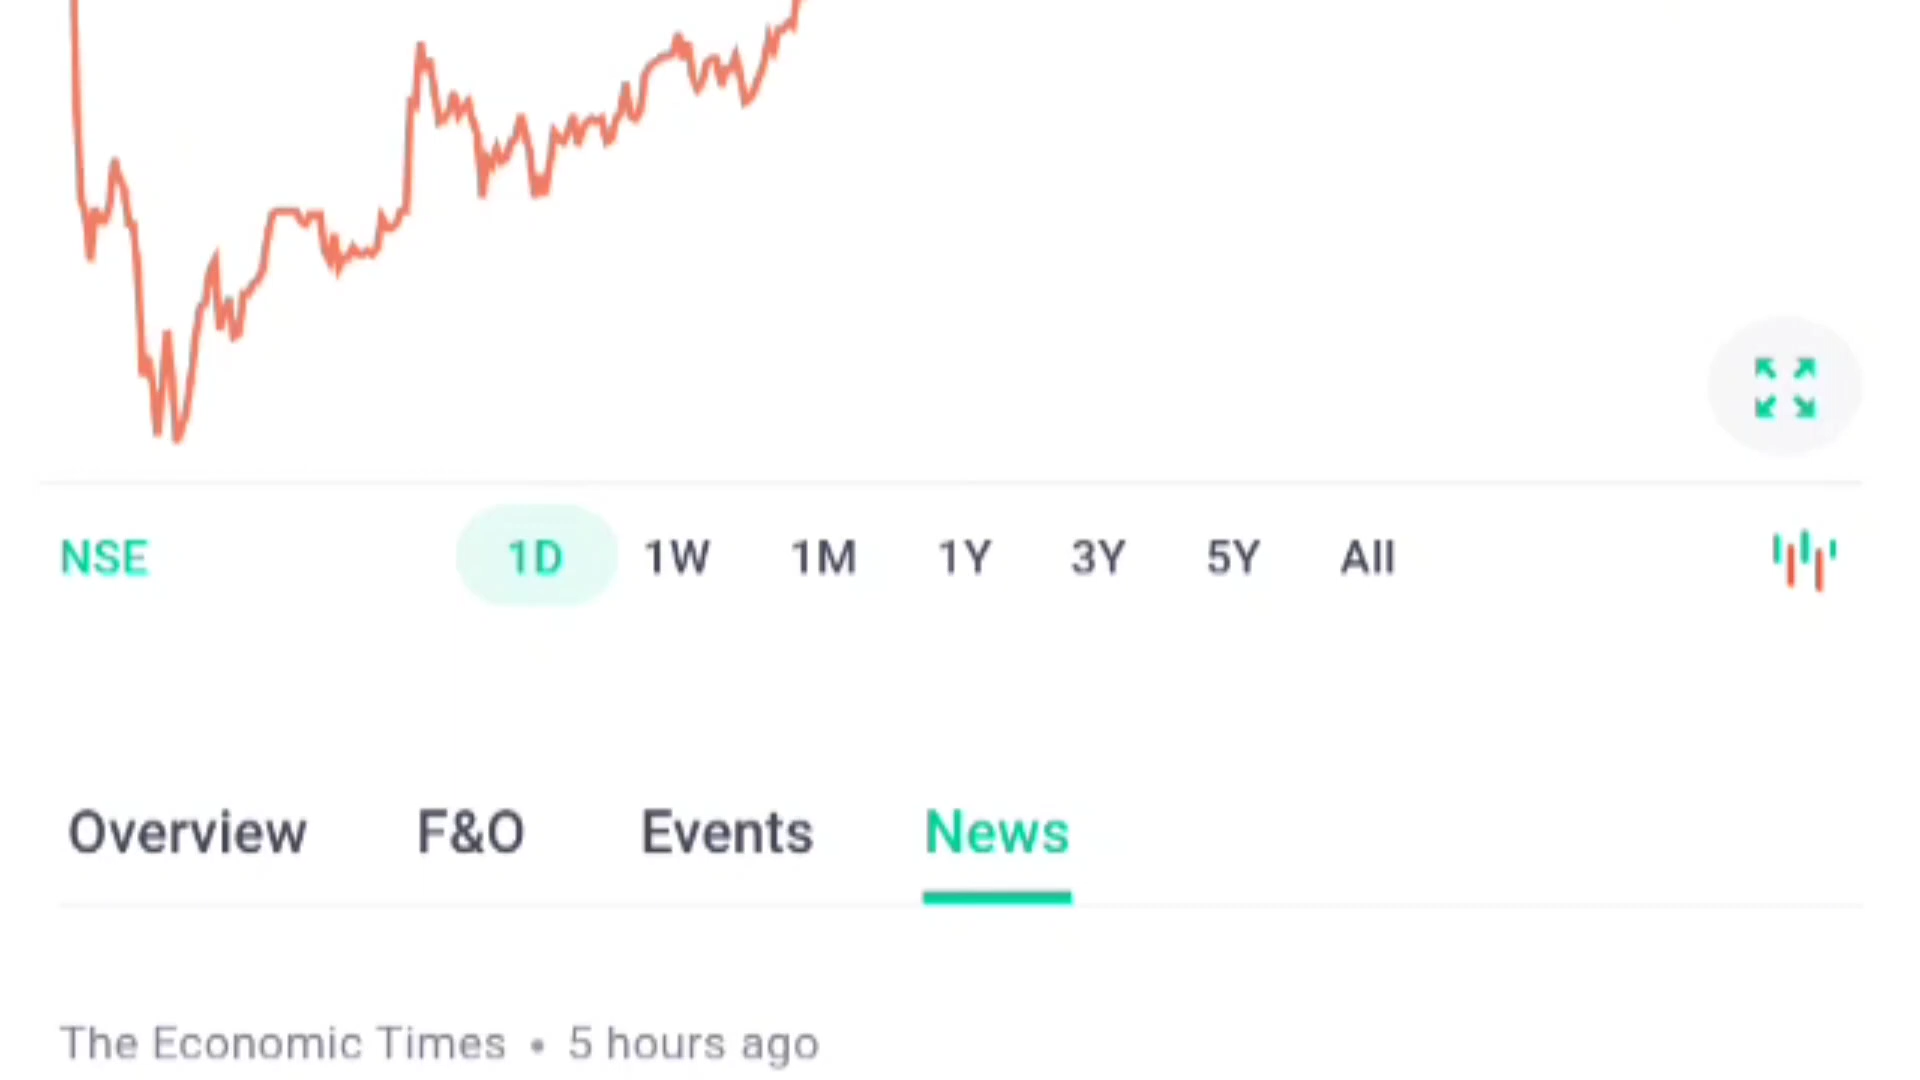 NSE 1D 1W 1M 1Y 3Y 5Y All
Overview F&O Events News
The Economic Times • 5 hours ago